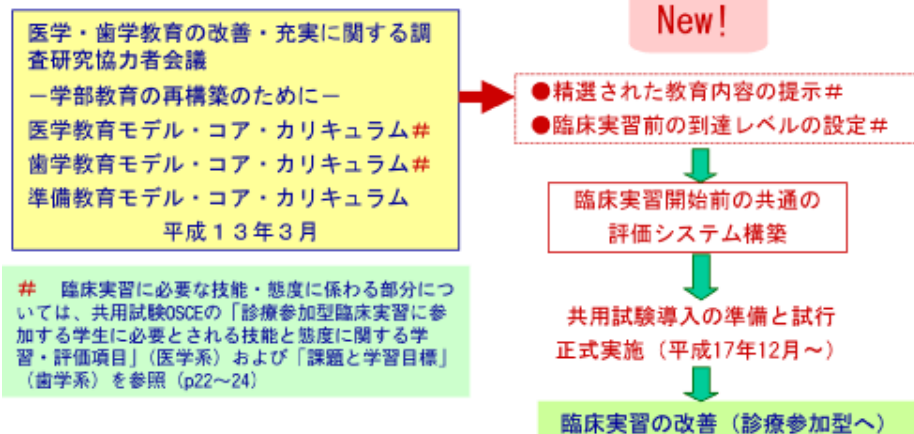 医学・歯学教育の改善・充実に関する調
査研究協力者会議
－学部教育の再構築のために－
医学教育モデル・コア・カリキュラム#
歯学教育モデル・コア・カリキュラム#
準備教育モデル・コア・カリキュラム
平成１３年３月
# 臨床実習に必要な技能・態度に係わる部分につ
いては、共用試験OSCEの「診療参加型臨床実習に参
加する学生に必要とされる技能と態度に関する学
習・評価項目」（医学系）および「課題と学習目標」
（歯学系）を参照（p22～24）
New!
●精選された教育内容の提示#
●臨床実習前の到達レベルの設定#
臨床実習開始前の共通の
評価システム構築
共用試験導入の準備と試行
正式実施（平成17年12月～）
臨床実習の改善（診療参加型へ）